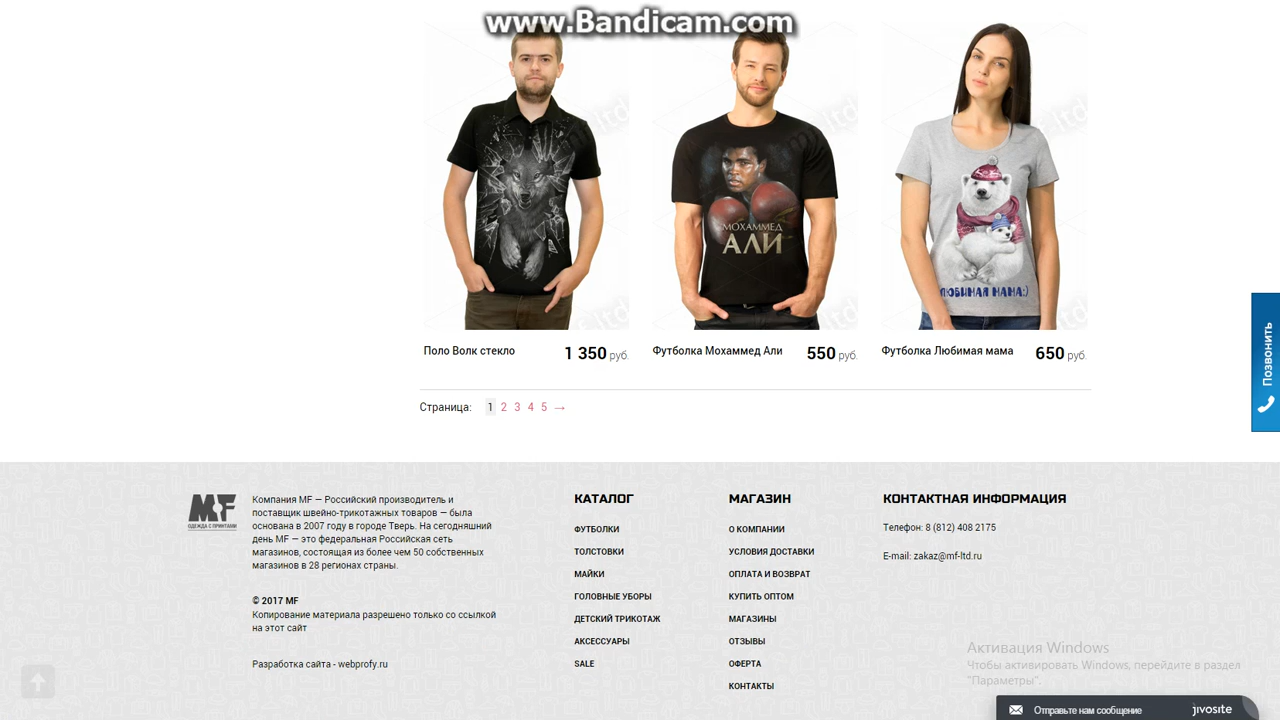 www.Bandicam.com
МОХАММЕД
АЛИ
ЛЮБИМАЯ МАМА:)
Поло Волк стекло
1 350 руб.
Футболка Мохаммед Али
550 руб.
Футболка Любимая мама
650 руб.
Позвонить
Страница: 1 2 3 4 5 →
MF
ОДЕЖДА С ПРИНТАМИ
Компания MF — Российский производитель и
поставщик швейно-трикотажных товаров — была
основана в 2007 году в городе Тверь. На сегодняшний
день MF — это федеральная Российская сеть
магазинов, состоящая из более чем 50 собственных
магазинов в 28 регионах страны.
© 2017 MF
Копирование материала разрешено только со ссылкой
на этот сайт
Разработка сайта - webprofy.ru
КАТАЛОГ
ФУТБОЛКИ
ТОЛСТОВКИ
МАЙКИ
ГОЛОВНЫЕ УБОРЫ
ДЕТСКИЙ ТРИКОТАЖ
АКСЕССУАРЫ
SALE
МАГАЗИН
О КОМПАНИИ
УСЛОВИЯ ДОСТАВКИ
ОПЛАТА И ВОЗВРАТ
КУПИТЬ ОПТОМ
МАГАЗИНЫ
ОТЗЫВЫ
ОФЕРТА
КОНТАКТЫ
КОНТАКТНАЯ ИНФОРМАЦИЯ
Телефон: 8 (812) 408 2175
E-mail: zakaz@mf-ltd.ru
Активация Windows
Чтобы активировать Windows, перейдите в раздел
"Параметры".
Отправьте нам сообщение
jivosite